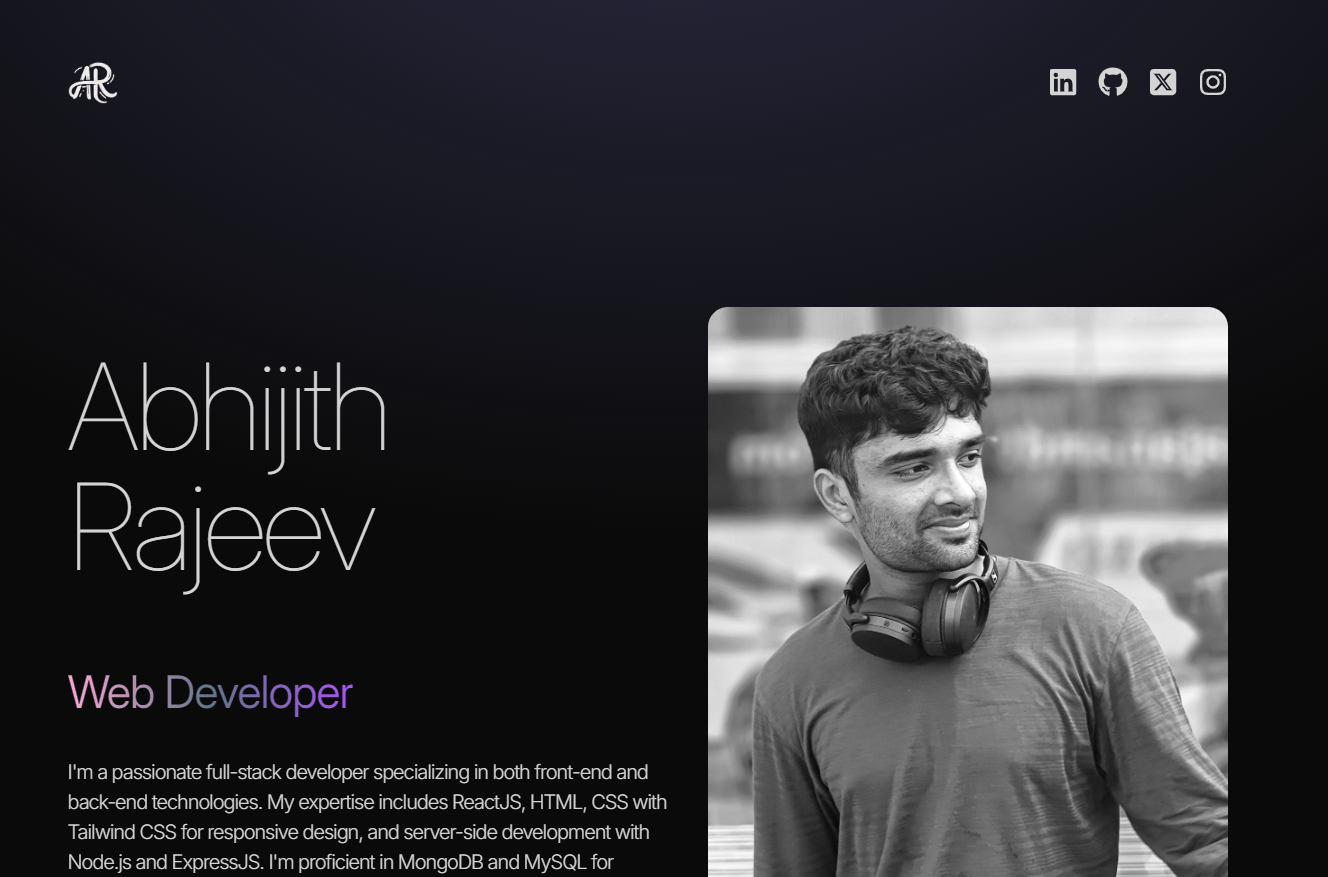 AR
Abhijith
Rajeev
Web Developer
I'm a passionate full-stack developer specializing in both front-end and
back-end technologies. My expertise includes ReactJS, HTML, CSS with
Tailwind CSS for responsive design, and server-side development with
Node.js and ExpressJS. I'm proficient in MongoDB and MySQL for